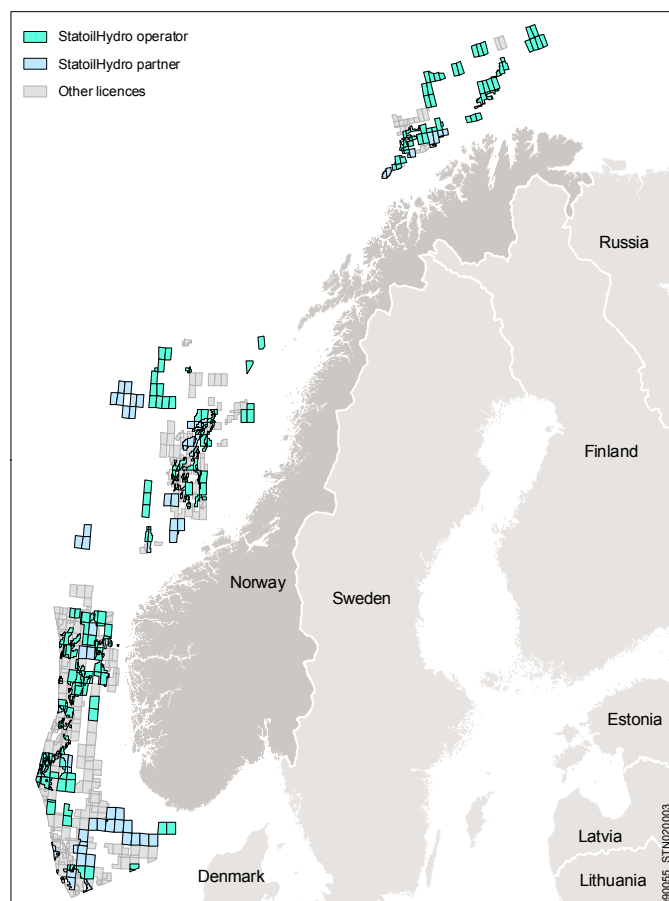 StatoilHydro operator
StatoilHydro partner
Other licences
Russia
Finland
Norway
Sweden
Estonia
Latvia
Denmark
Lithuania